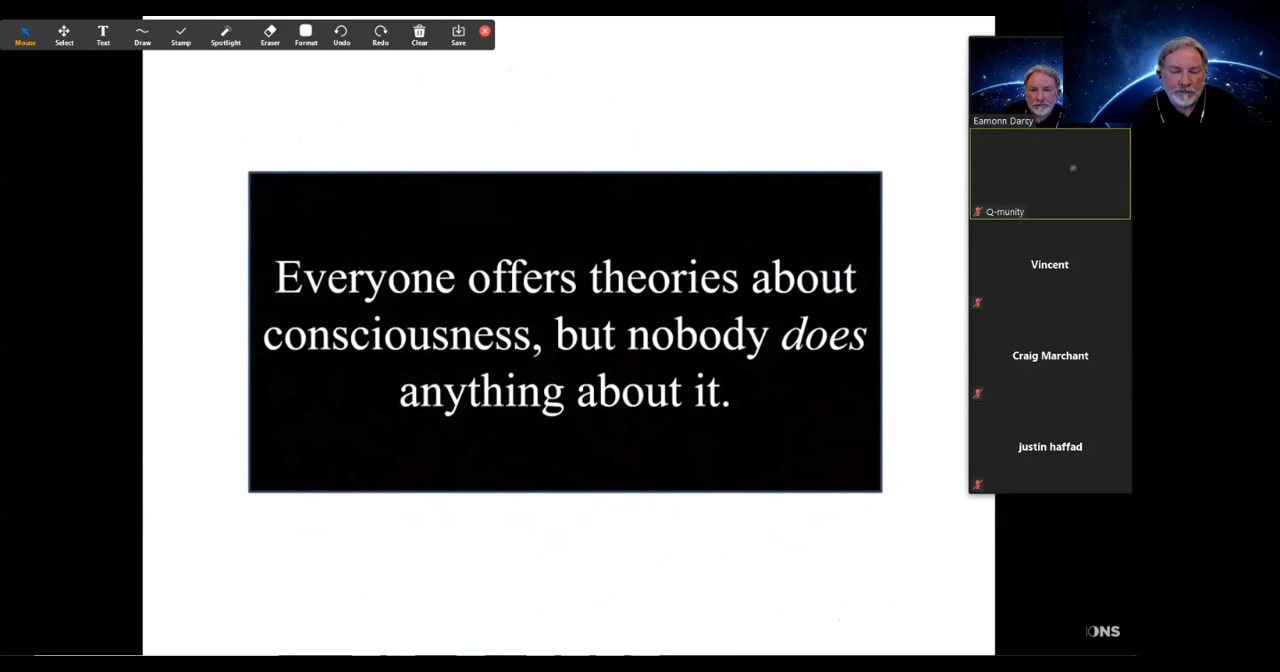 Mouse
Select
Text
Draw
Stamp
Spotlight
Eraser
Format
Undo
Redo
Clear
Save
Everyone offers theories about
consciousness, but nobody does
anything about it.
Eamonn Darcy
Q-munity
Vincent
Craig Marchant
justin haffad
IONS